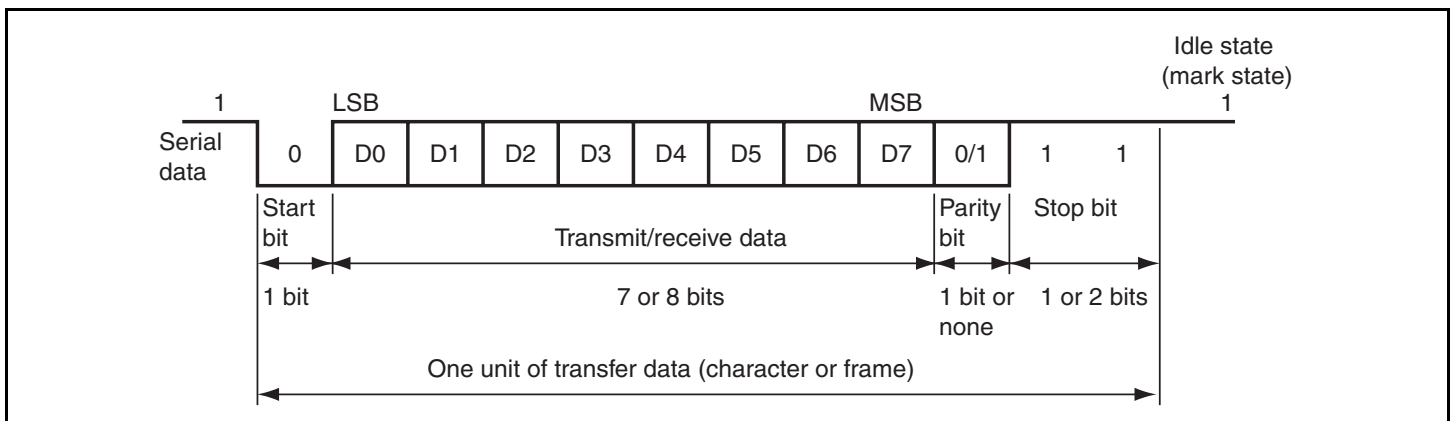 Idle state
(mark state)
1 LSB MSB 1
Serial
data
0 D0 D1 D2 D3 D4 D5 D6 D7 0/1 1 1
Start
bit
Transmit/receive data
Parity
bit
Stop bit
1 bit
7 or 8 bits
1 bit or
none
1 or 2 bits
One unit of transfer data (character or frame)